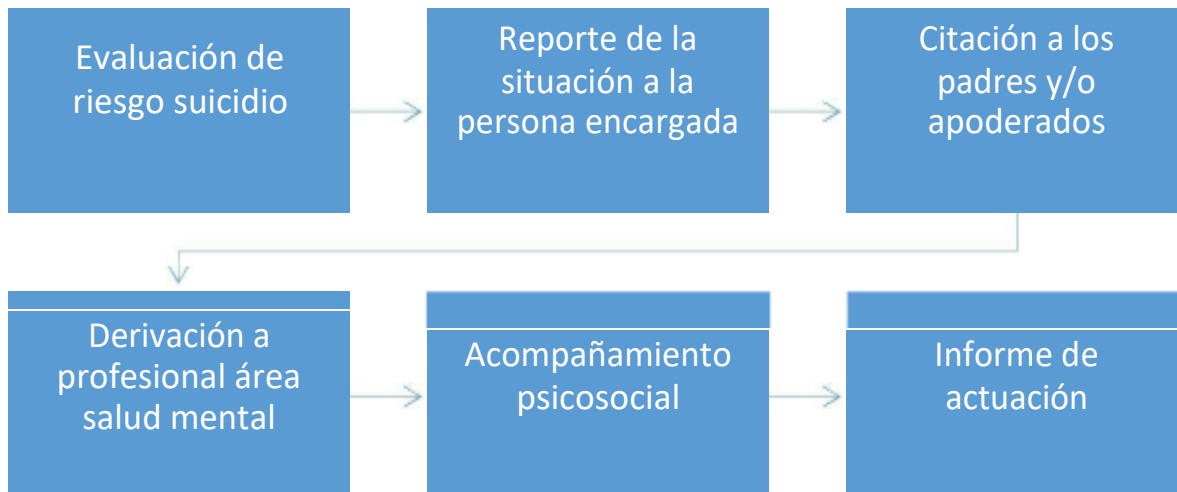 Evaluación de
riesgo suicidio
Reporte de la
situación a la
persona encargada
Citación a los
padres y/o
apoderados
Derivación a
profesional área
salud mental
Acompañamiento
psicosocial
Informe de
actuación